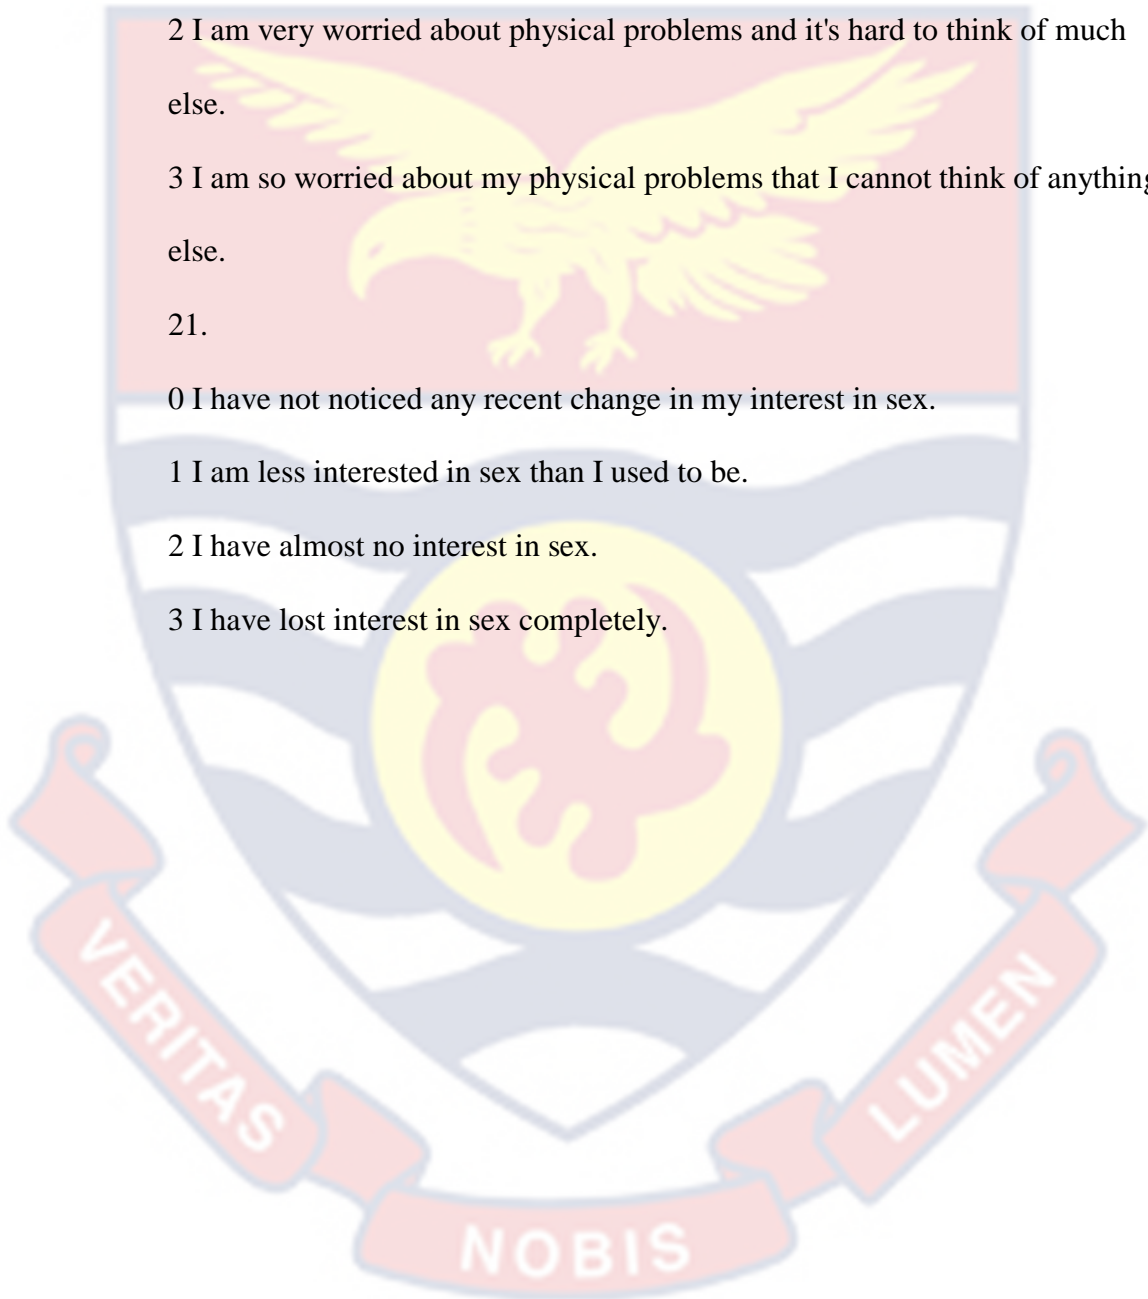 2 I am very worried about physical problems and it's hard to think of much
else.
3 I am so worried about my physical problems that I cannot think of anything
else.
21.
0 I have not noticed any recent change in my interest in sex.
1 I am less interested in sex than I used to be.
2 I have almost no interest in sex.
3 I have lost interest in sex completely.
VERITAS
NOBIS
LUMEN